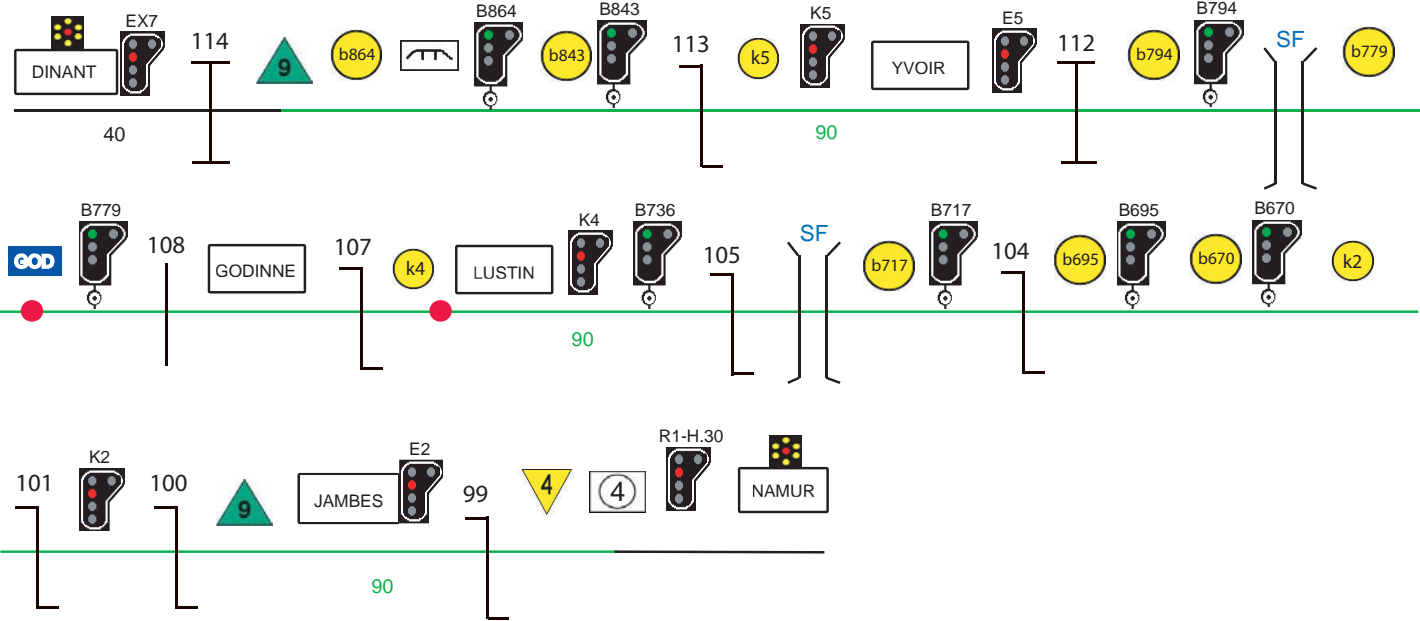 EX7
B864
B843
K5
E5
B794
DINANT
114
9
b864
b843
113
k5
YVOIR
112
b794
SF
b779
40
90
B779
K4
B736
B717
B695
B670
GOD
108
GODINNE
107
k4
LUSTIN
105
SF
b717
104
b695
b670
k2
90
K2
E2
R1-H.30
101
100
9
JAMBES
99
4
4
NAMUR
90